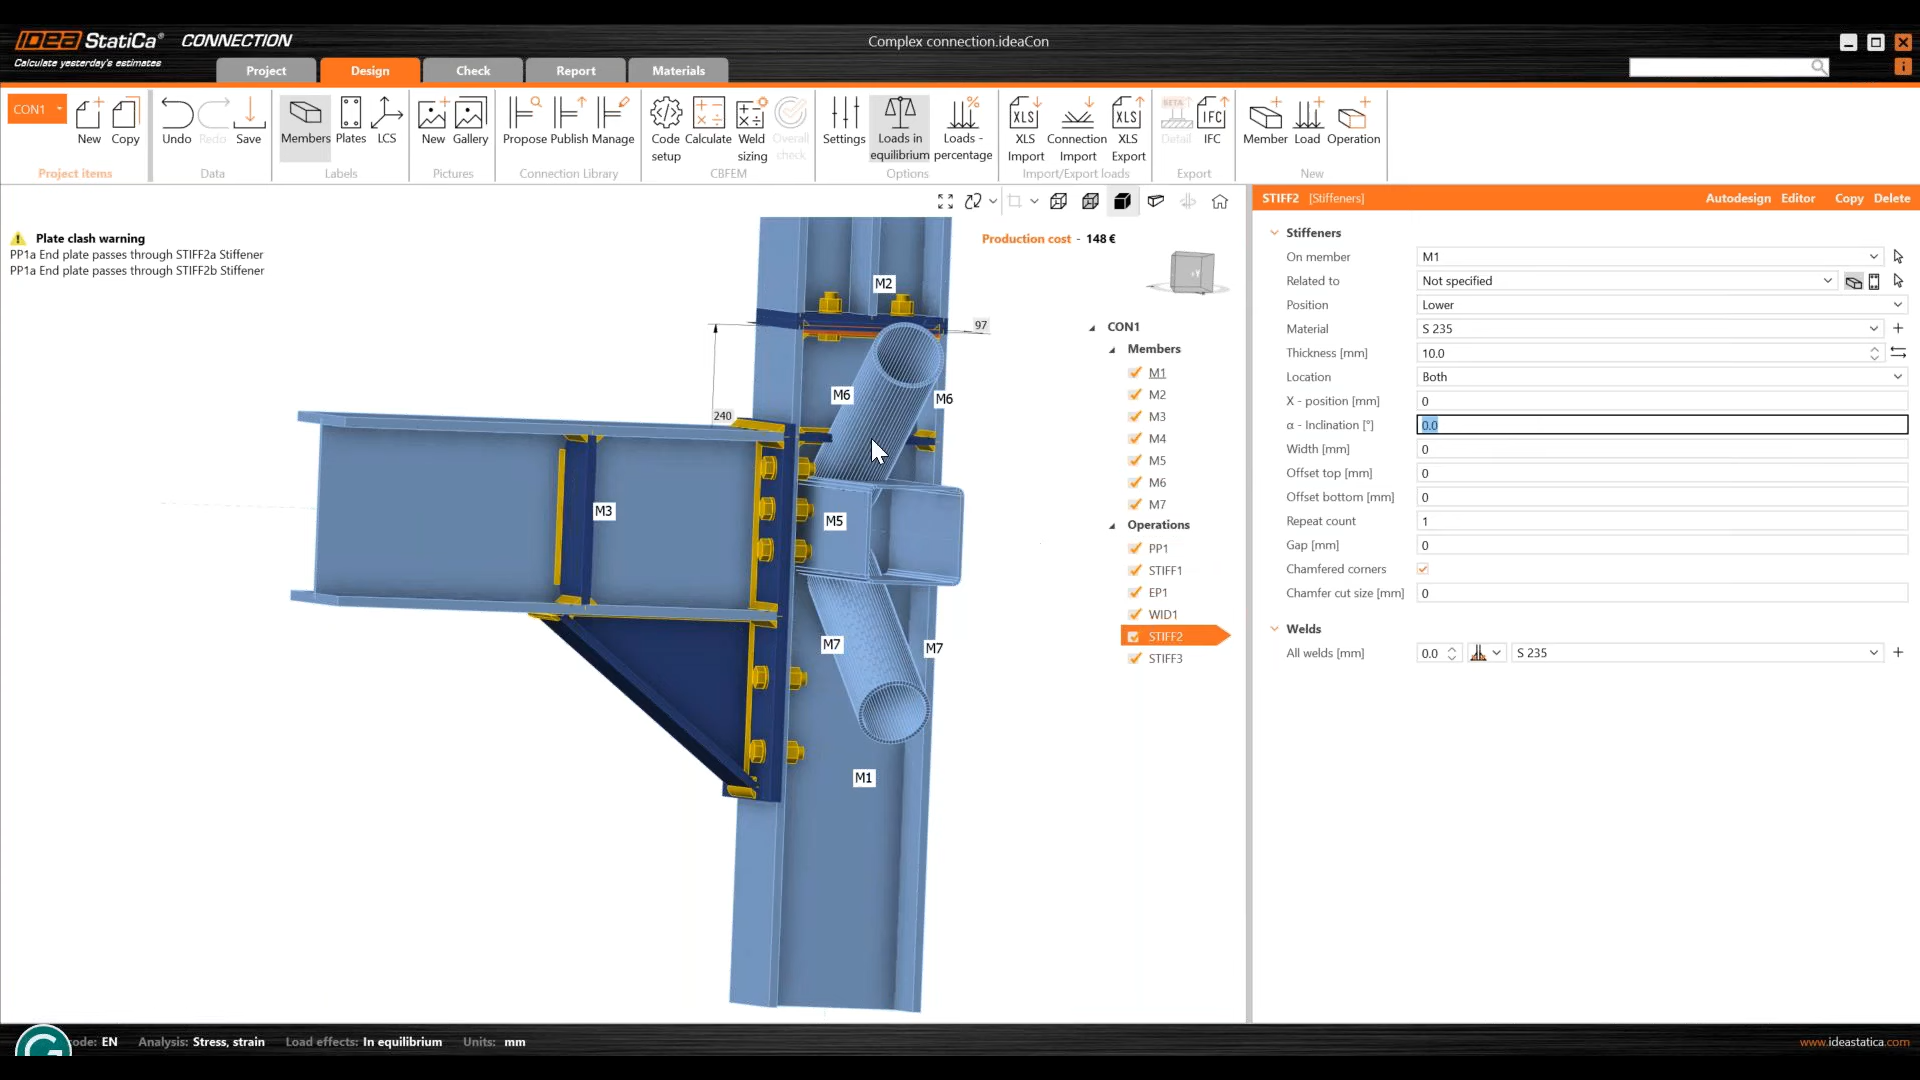 IDEA StatiCa® CONNECTION
Calculate yesterday's estimates
Complex connection.ideaCon
Project Design Check Report Materials
CON1
New Copy Undo Redo Save Members Plates LCS New Gallery Propose Publish Manage Code setup Calculate Weld sizing Overall check Settings Loads in equilibrium Loads - percentage XLS Import Connection Import XLS Export BETA Detail IFC Member Load Operation
Project items Data Labels Pictures Connection Library CBFEM Options Import/Export loads Export New
Plate clash warning
PP1a End plate passes through STIFF2a Stiffener
PP1a End plate passes through STIFF2b Stiffener
Production cost - 148 €
M2
97
M6
M6
240
M3
M5
M7
M7
M1
CON1
Members
M1
M2
M3
M4
M5
M6
M7
Operations
PP1
STIFF1
EP1
WID1
STIFF2
STIFF3
STIFF2 [Stiffeners] Autodesign Editor Copy Delete
Stiffeners
On member M1
Related to Not specified
Position Lower
Material S 235
Thickness [mm] 10.0
Location Both
X - position [mm] 0
α - Inclination [°] 0.0
Width [mm] 0
Offset top [mm] 0
Offset bottom [mm] 0
Repeat count 1
Gap [mm] 0
Chamfered corners
Chamfer cut size [mm] 0
Welds
All welds [mm] 0.0 S 235
ode: EN Analysis: Stress, strain Load effects: In equilibrium Units: mm
www.ideastatica.com